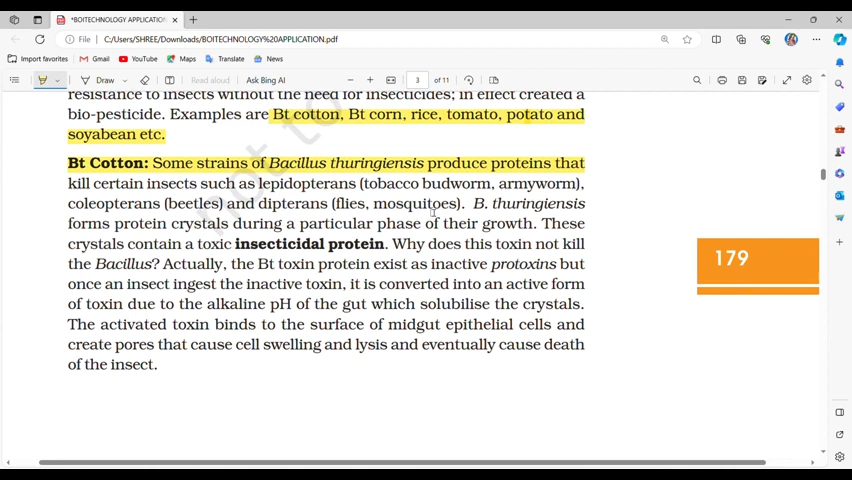 *BOITECHNOLOGY APPLICATION
File C:/Users/SHREE/Downloads/BOITECHNOLOGY%20APPLICATION.pdf
Import favorites Gmail YouTube Maps Translate News
Draw Read aloud Ask Bing AI 3 of 11
resistance to insects without the need for insecticides; in effect created a
bio-pesticide. Examples are Bt cotton, Bt corn, rice, tomato, potato and
soyabean etc.
Bt Cotton: Some strains of Bacillus thuringiensis produce proteins that
kill certain insects such as lepidopterans (tobacco budworm, armyworm),
coleopterans (beetles) and dipterans (flies, mosquitoes). B. thuringiensis
forms protein crystals during a particular phase of their growth. These
crystals contain a toxic insecticidal protein. Why does this toxin not kill
the Bacillus? Actually, the Bt toxin protein exist as inactive protoxins but
once an insect ingest the inactive toxin, it is converted into an active form
of toxin due to the alkaline pH of the gut which solubilise the crystals.
The activated toxin binds to the surface of midgut epithelial cells and
create pores that cause cell swelling and lysis and eventually cause death
of the insect.
179
not to